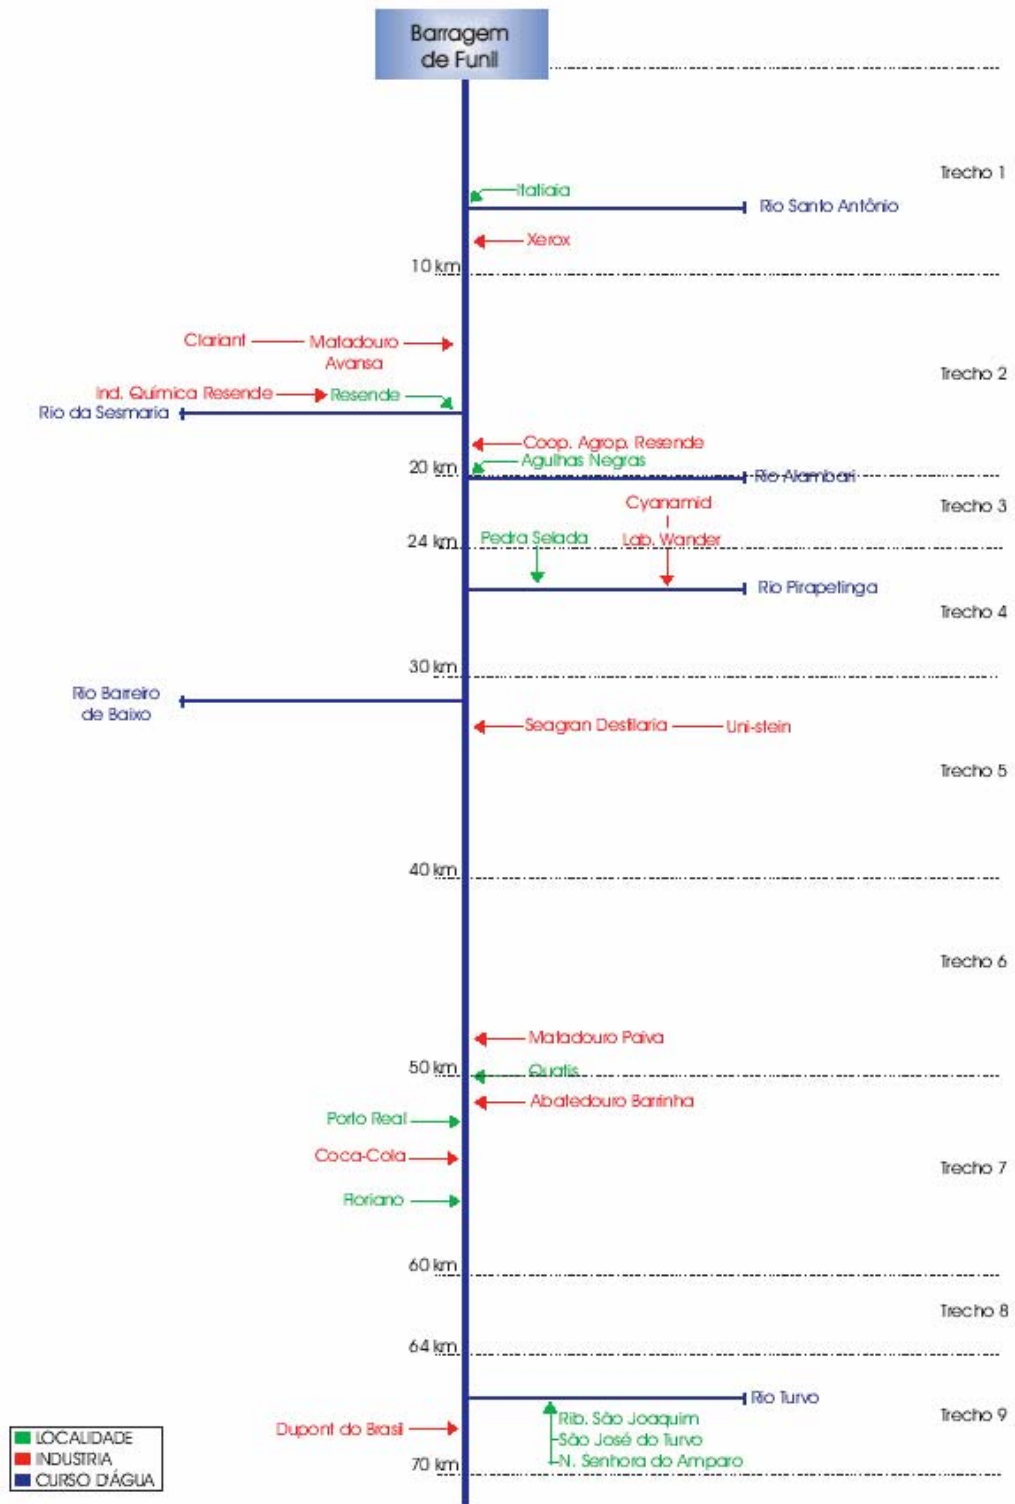 Barragem
de Funil
Trecho 1
Itatiaia
Rio Santo Antônio
Xerox
10 km
Clariant
Matadouro
Avansa
Trecho 2
Ind. Química Resende
Resende
Rio da Sesmaria
Coop. Agrop. Resende
Agulhas Negras
20 km
Rio Alambari
Cyanamid
Trecho 3
24 km
Pedra Selada
Lab. Wander
Rio Pirapetinga
Trecho 4
30 km
Rio Barreiro
de Baixo
Seagran Destilaria
Uni-stein
Trecho 5
40 km
Trecho 6
Matadouro Paiva
50 km
Quatis
Abatedouro Barrinha
Porto Real
Coca-Cola
Trecho 7
Floriano
60 km
Trecho 8
64 km
Rio Turvo
Trecho 9
Dupont do Brasil
Rib. São Joaquim
São José do Turvo
N. Senhora do Amparo
70 km
LOCALIDADE
INDUSTRIA
CURSO D'ÁGUA